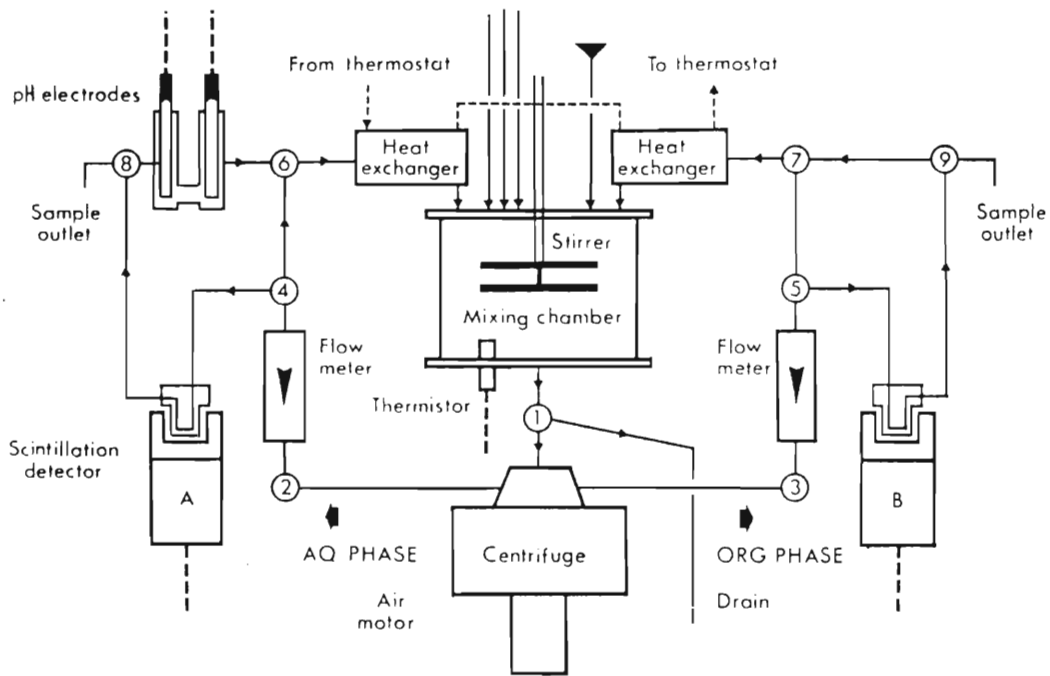 From thermostat
To thermostat
pH electrodes
8
6
Heat
exchanger
Heat
exchanger
7
9
Sample
outlet
Sample
outlet
Stirrer
4
5
Mixing chamber
Flow
meter
Flow
meter
Thermistor
1
Scintillation
detector
A
2
3
B
AQ PHASE
Centrifuge
ORG PHASE
Air
motor
Drain